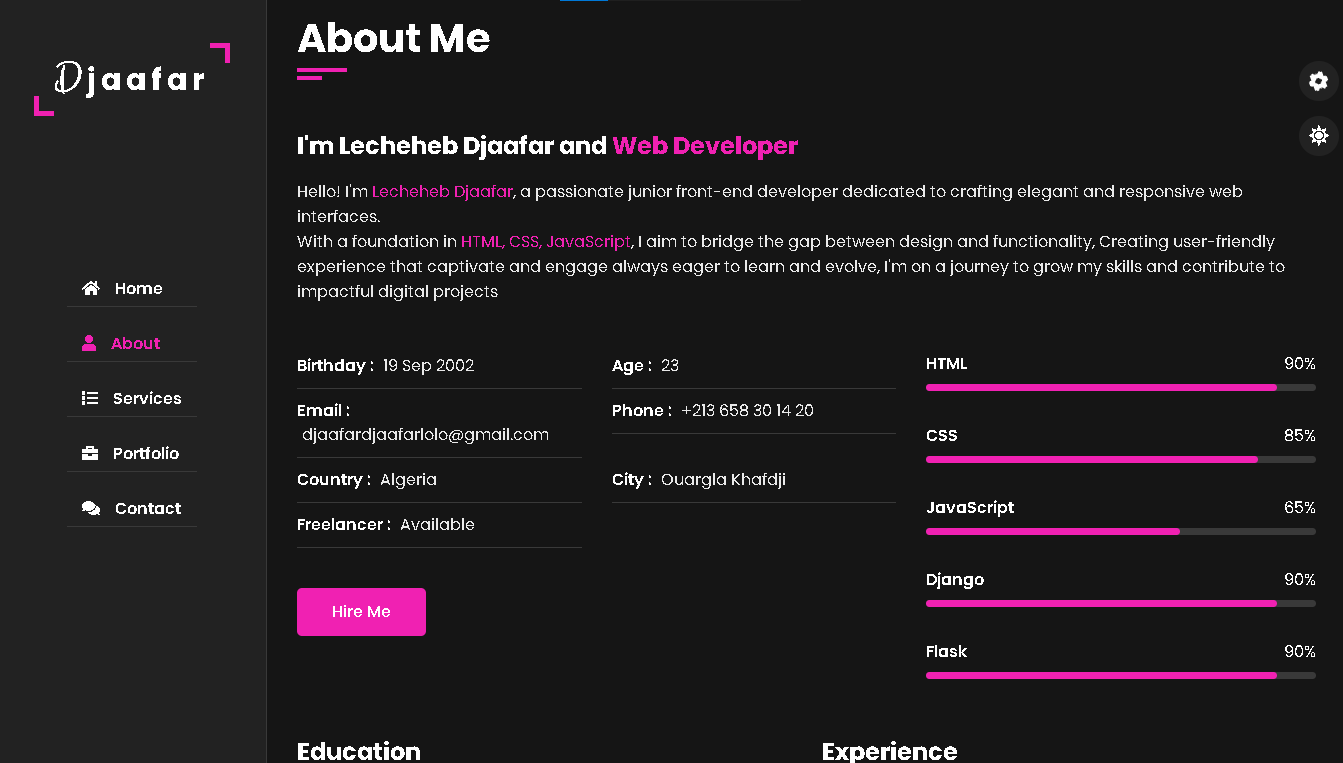 Djaafar
Home
About
Services
Portfolio
Contact
About Me
I'm Lecheheb Djaafar and Web Developer
Hello! I'm Lecheheb Djaafar, a passionate junior front-end developer dedicated to crafting elegant and responsive web
interfaces.
With a foundation in HTML, CSS, JavaScript, I aim to bridge the gap between design and functionality, Creating user-friendly
experience that captivate and engage always eager to learn and evolve, I'm on a journey to grow my skills and contribute to
impactful digital projects
Birthday : 19 Sep 2002
Age : 23
Email :
djaafardjaafarlolo@gmail.com
Phone : +213 658 30 14 20
Country : Algeria
City : Ouargla Khafdji
Freelancer : Available
Hire Me
HTML 90%
CSS 85%
JavaScript 65%
Django 90%
Flask 90%
Education
Experience